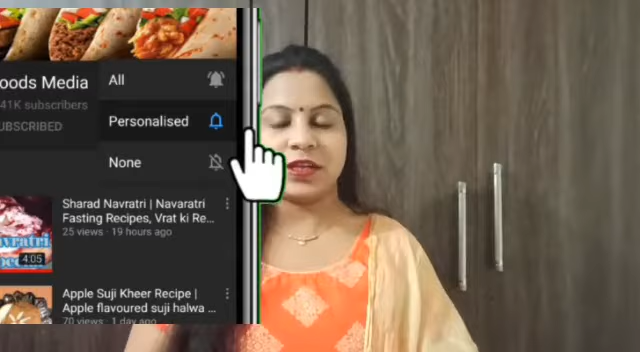 oods Media
41K subscribers
UBSCRIBED
All
Personalised
None
Sharad Navratri | Navaratri
Fasting Recipes, Vrat ki Re...
25 views · 19 hours ago
4:05
Apple Suji Kheer Recipe |
Apple flavoured suji halwa ...
70 views · 1 day ago